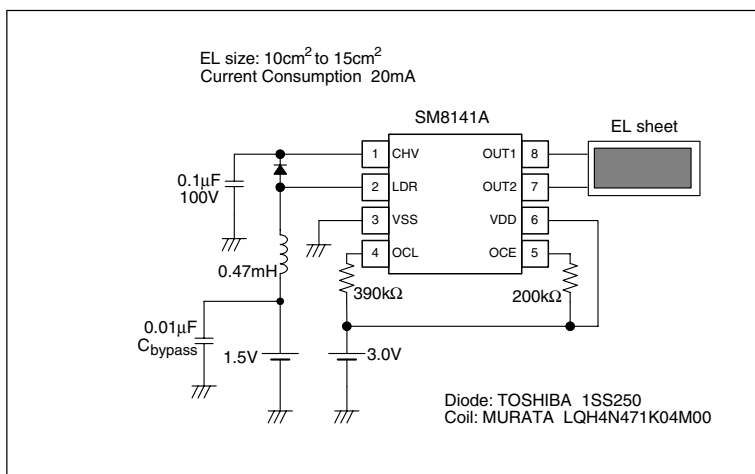 EL size: 10cm² to 15cm²
Current Consumption 20mA
SM8141A
EL sheet
1 CHV OUT1 8
0.1µF
100V
2 LDR OUT2 7
3 VSS VDD 6
4 OCL OCE 5
0.47mH
390kΩ
200kΩ
0.01µF
Cbypass
1.5V
3.0V
Diode: TOSHIBA 1SS250
Coil: MURATA LQH4N471K04M00